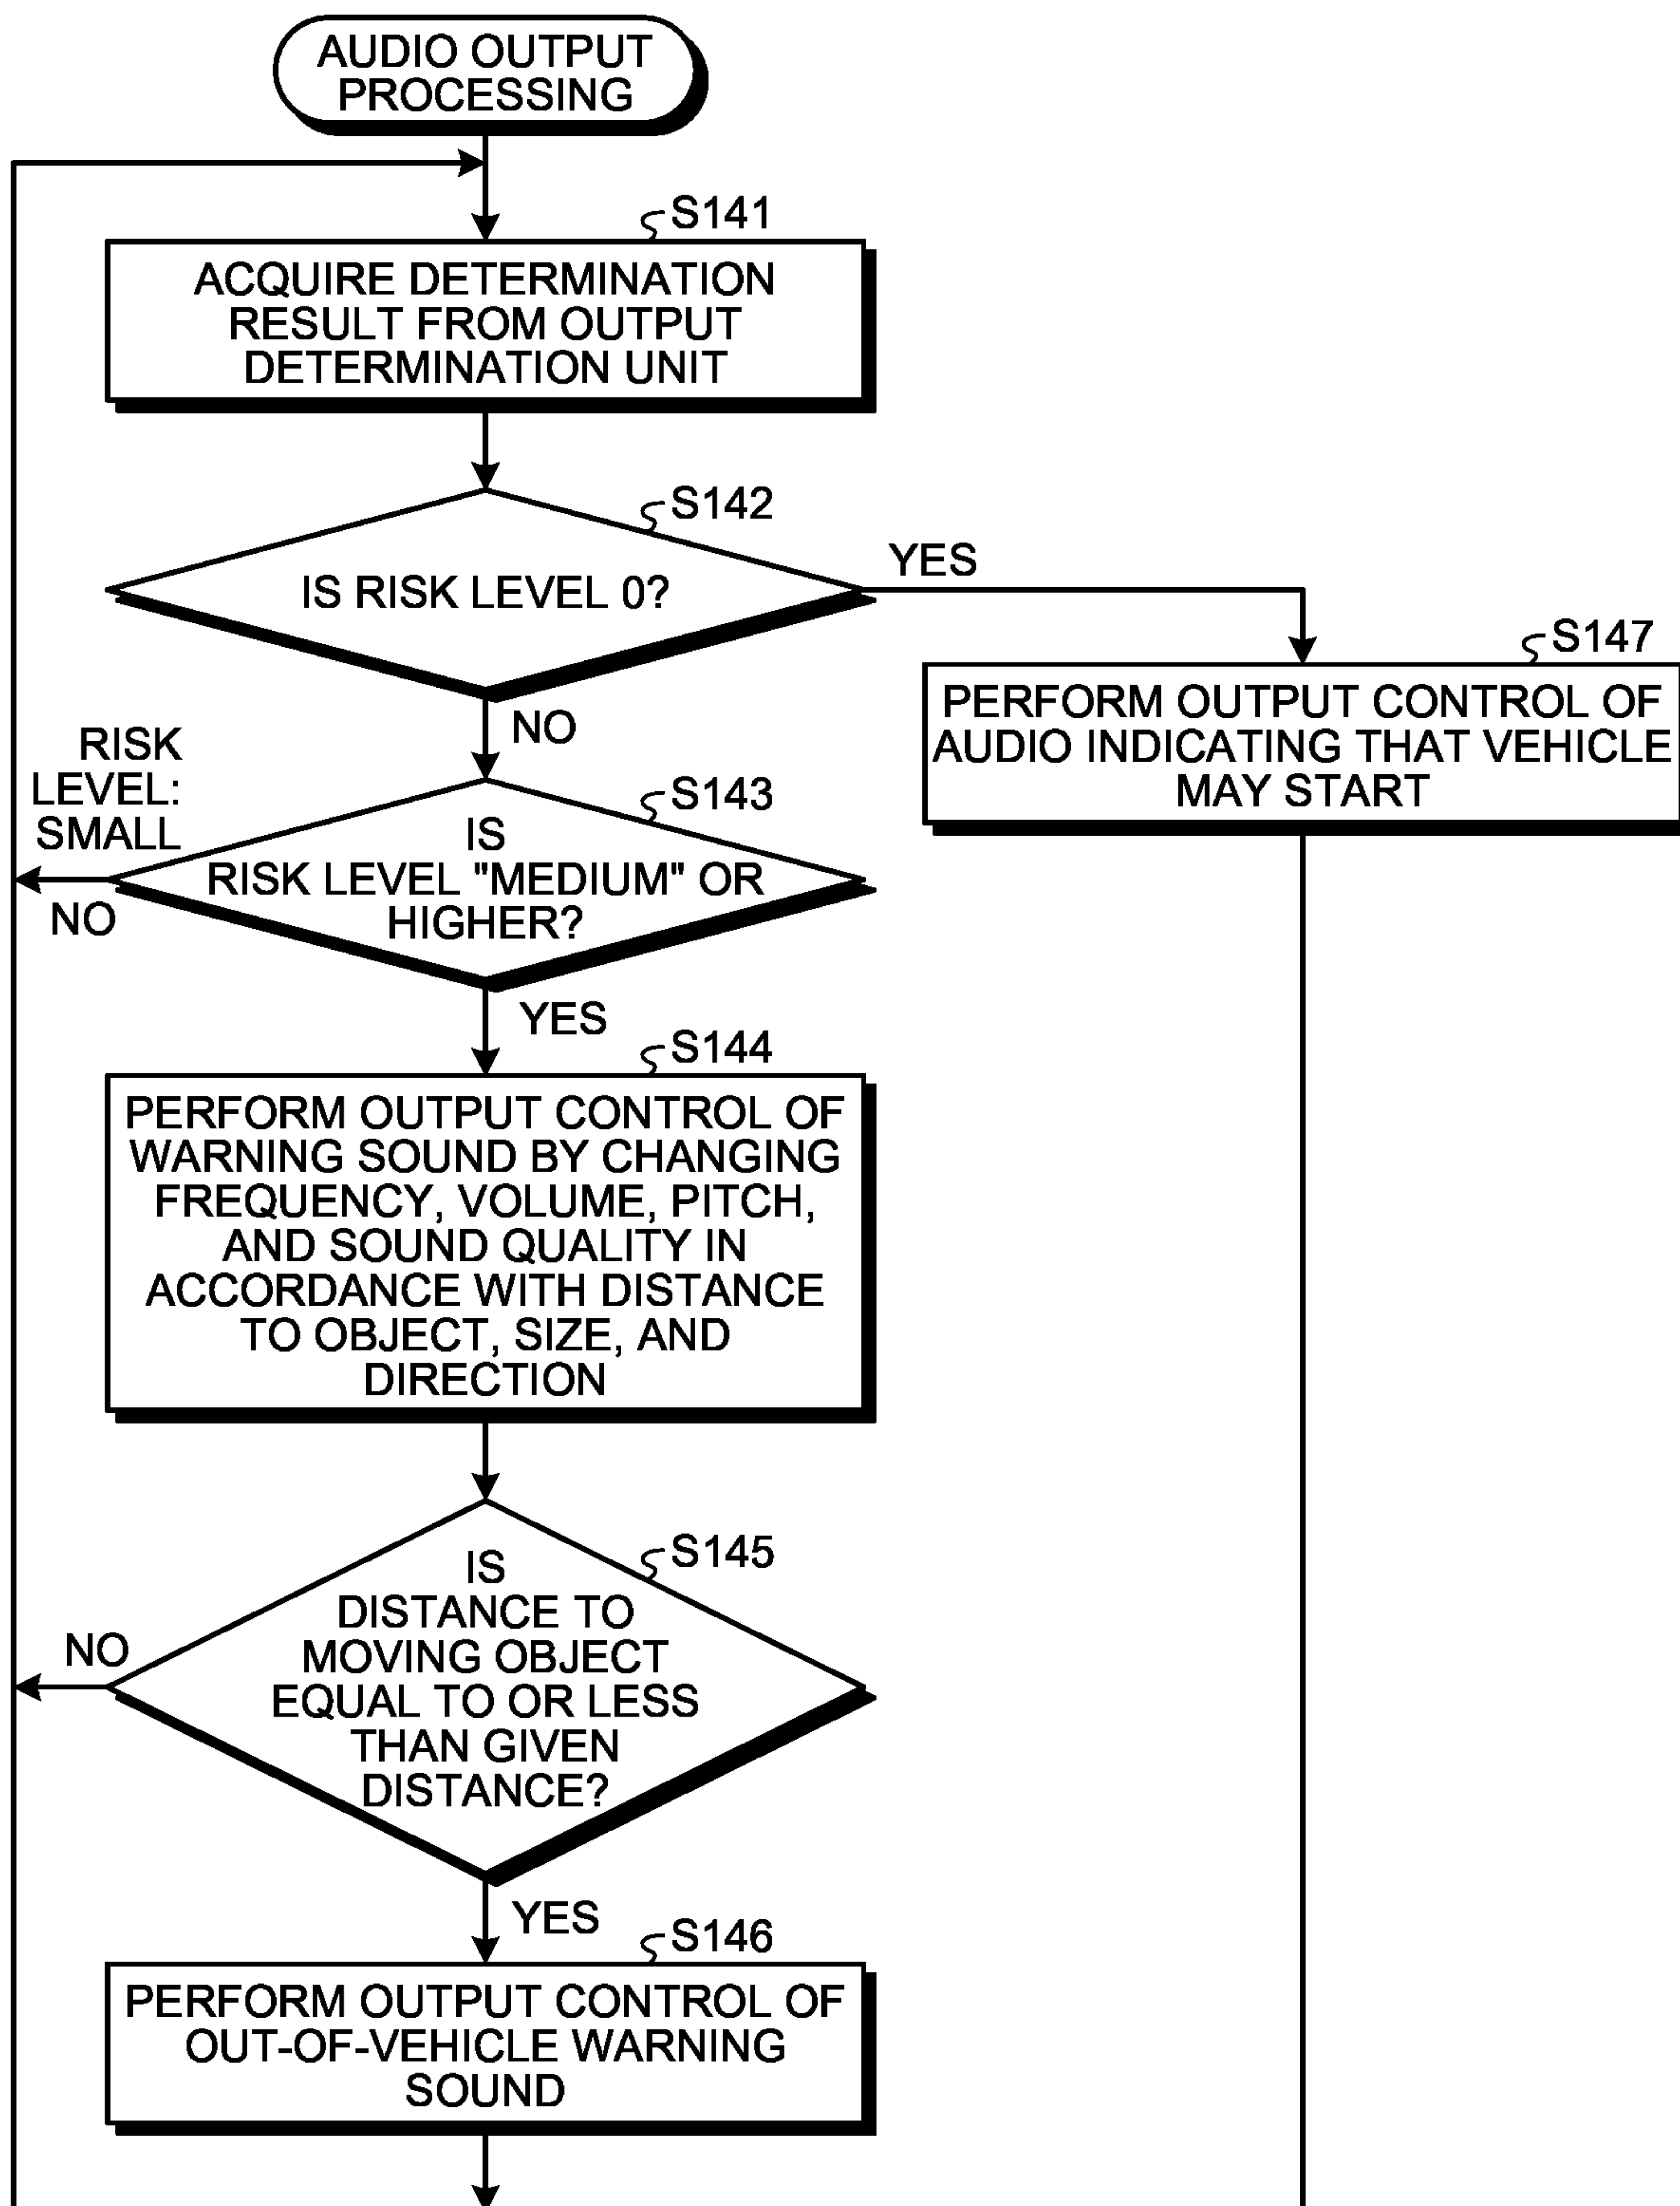 AUDIO OUTPUT
PROCESSING
S141
ACQUIRE DETERMINATION
RESULT FROM OUTPUT
DETERMINATION UNIT
S142
IS RISK LEVEL 0?
YES
NO
S147
PERFORM OUTPUT CONTROL OF
AUDIO INDICATING THAT VEHICLE
MAY START
RISK
LEVEL:
SMALL
NO
S143
IS
RISK LEVEL "MEDIUM" OR
HIGHER?
YES
S144
PERFORM OUTPUT CONTROL OF
WARNING SOUND BY CHANGING
FREQUENCY, VOLUME, PITCH,
AND SOUND QUALITY IN
ACCORDANCE WITH DISTANCE
TO OBJECT, SIZE, AND
DIRECTION
S145
IS
DISTANCE TO
MOVING OBJECT
EQUAL TO OR LESS
THAN GIVEN
DISTANCE?
NO
YES
S146
PERFORM OUTPUT CONTROL OF
OUT-OF-VEHICLE WARNING
SOUND